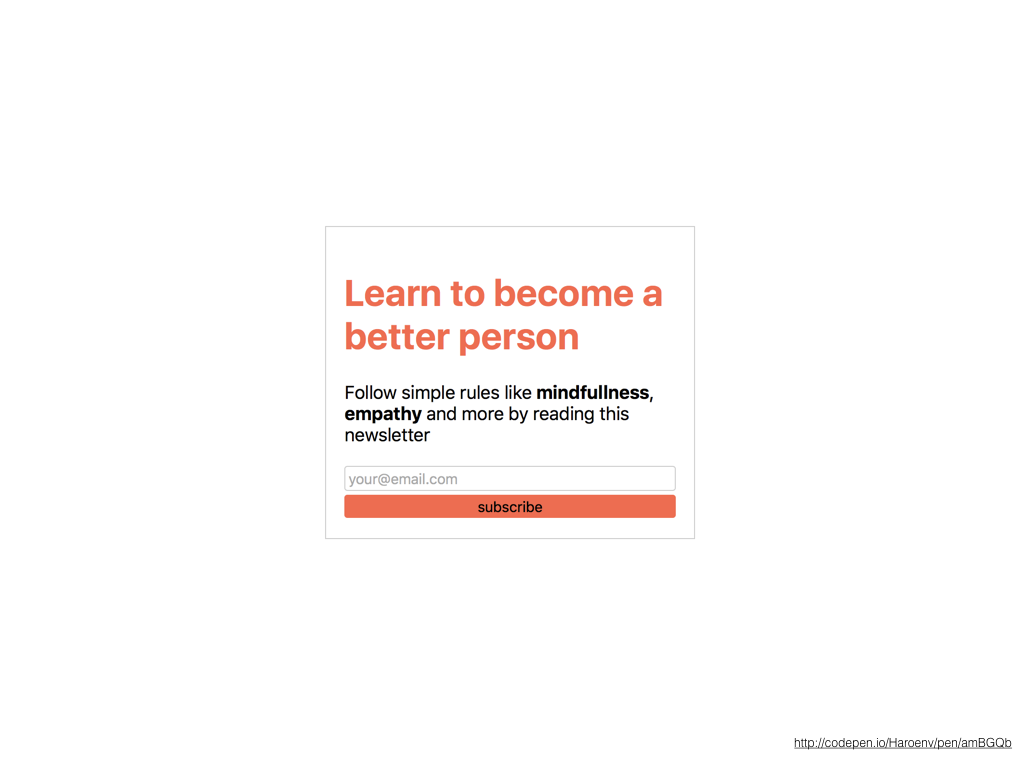 Learn to become a
better person
Follow simple rules like mindfullness,
empathy and more by reading this
newsletter
your@email.com
subscribe
http://codepen.io/Haroenv/pen/amBGQb